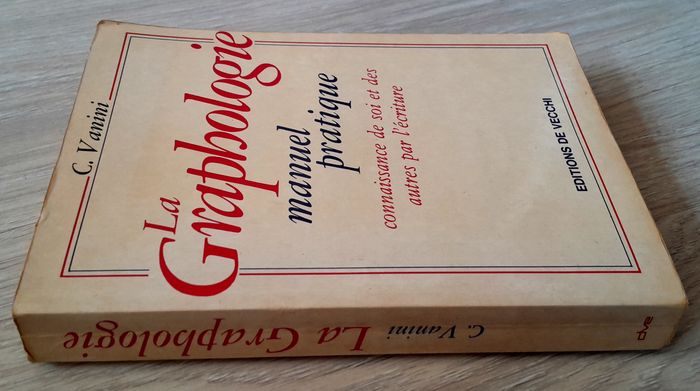 C. Vanini
La
Graphologie
manuel
pratique
connaissance de soi et des
autres par l'écriture
EDITIONS DE VECCHI
C. Vanini La Graphologie
dve